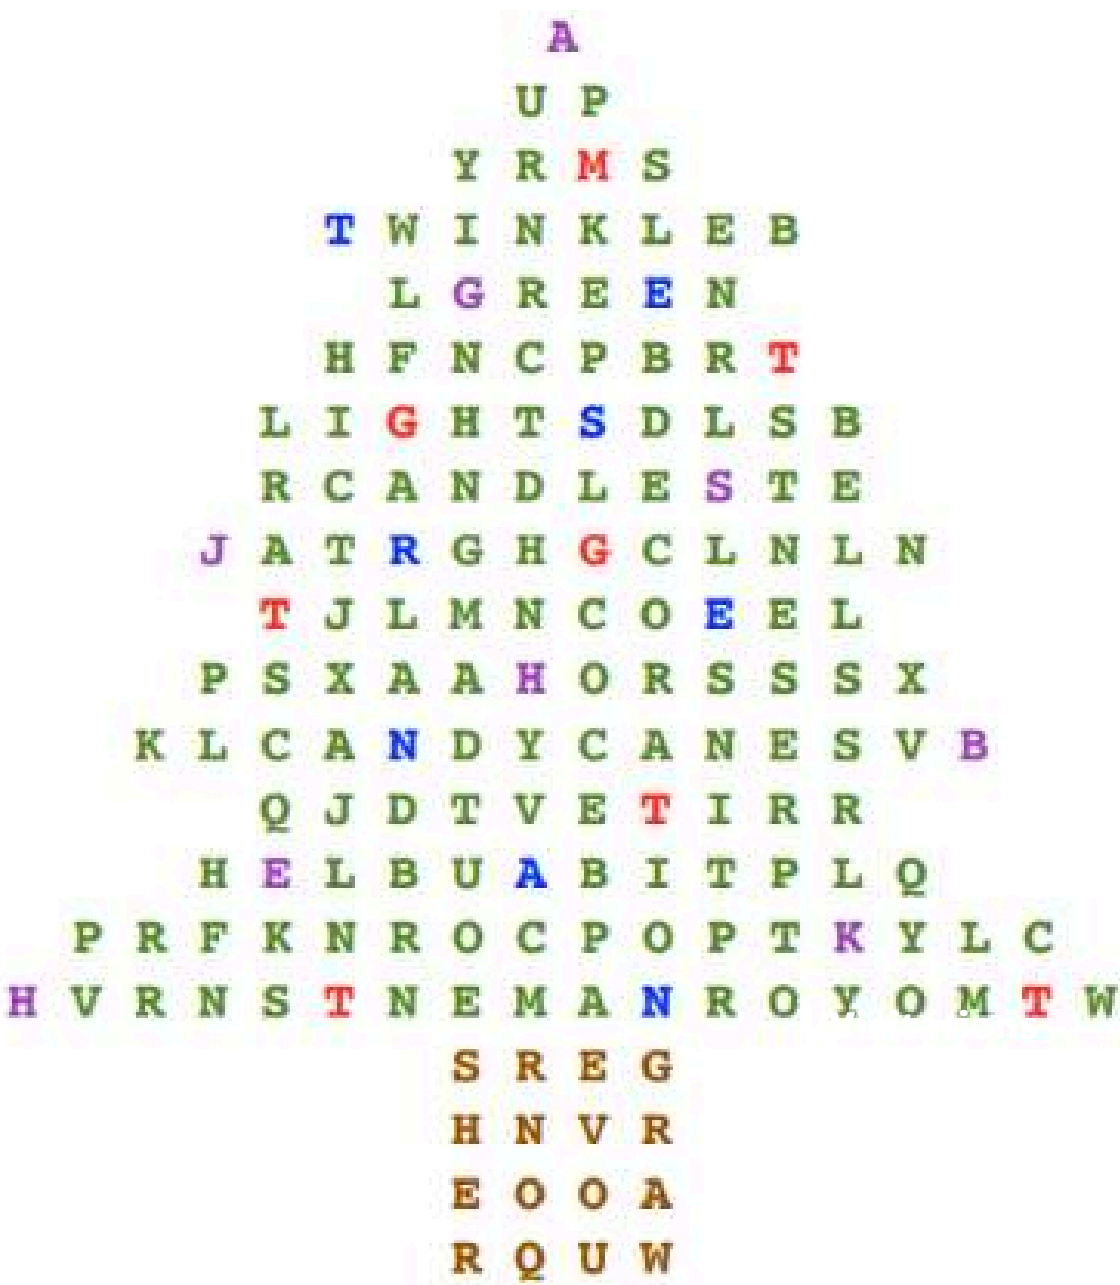 A
U P
Y R M S
T W I N K L E B
L G R E E N
H F N C P B R T
L I G H T S D L S B
R C A N D L E S T E
J A T R G H G C L N L N
T J L M N C O E E L
P S X A A H O R S S S X
K L C A N D Y C A N E S V B
Q J D T V E T I R R
H E L B U A B I T P L Q
P R F K N R O C P O P T K Y L C
H V R N S T N E M A N R O Y O M T W
S R E G
H N V R
E O O A
R Q U W